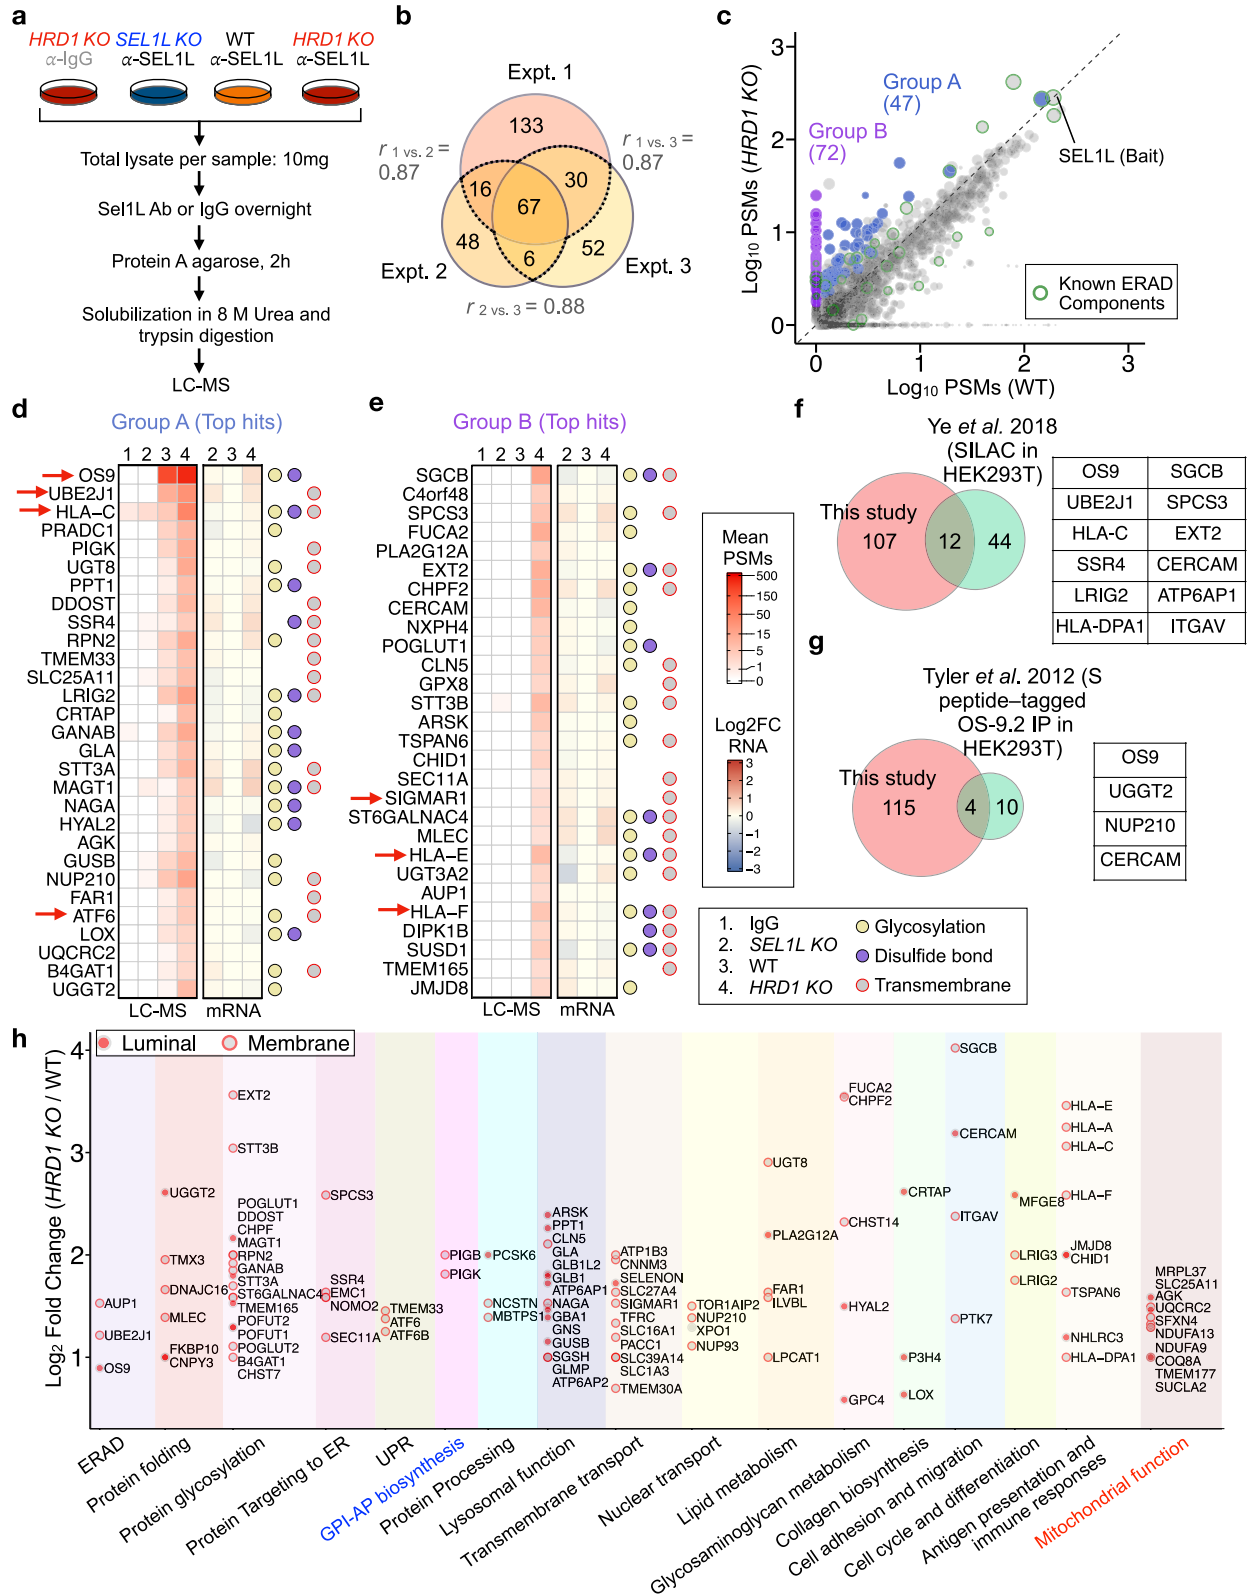 a
HRD1 KO SEL1L KO WT HRD1 KO
α-IgG α-SEL1L α-SEL1L α-SEL1L
Total lysate per sample: 10mg
Sel1L Ab or IgG overnight
Protein A agarose, 2h
Solubilization in 8 M Urea and
trypsin digestion
LC-MS
b
Expt. 1
133
r 1 vs. 2 =
0.87
r 1 vs. 3 =
0.87
16
30
67
48
6
52
Expt. 2
Expt. 3
r 2 vs. 3 = 0.88
c
Log10 PSMs (HRD1 KO)
3
2
1
0
Group A
(47)
Group B
(72)
SEL1L (Bait)
Known ERAD
Components
0 1 2 3
Log10 PSMs (WT)
d
Group A (Top hits)
1 2 3 4 2 3 4
OS9
UBE2J1
HLA-C
PRADC1
PIGK
UGT8
PPT1
DDOST
SSR4
RPN2
TMEM33
SLC25A11
LRIG2
CRTAP
GANAB
GLA
STT3A
MAGT1
NAGA
HYAL2
AGK
GUSB
NUP210
FAR1
ATF6
LOX
UQCRC2
B4GAT1
UGGT2
LC-MS mRNA
e
Group B (Top hits)
1 2 3 4 2 3 4
SGCB
C4orf48
SPCS3
FUCA2
PLA2G12A
EXT2
CHPF2
CERCAM
NXPH4
POGLUT1
CLN5
GPX8
STT3B
ARSK
TSPAN6
CHID1
SEC11A
SIGMAR1
ST6GALNAC4
MLEC
HLA-E
UGT3A2
AUP1
HLA-F
DIPK1B
SUSD1
TMEM165
JMJD8
LC-MS mRNA
Mean
PSMs
500
150
50
15
5
1
0
Log2FC
RNA
3
2
1
0
−1
−2
−3
1. IgG
2. SEL1L KO
3. WT
4. HRD1 KO
Glycosylation
Disulfide bond
Transmembrane
f
Ye et al. 2018
(SILAC in
HEK293T)
This study
107
12
44
OS9 SGCB
UBE2J1 SPCS3
HLA-C EXT2
SSR4 CERCAM
LRIG2 ATP6AP1
HLA-DPA1 ITGAV
g
Tyler et al. 2012 (S
peptide–tagged
OS-9.2 IP in
HEK293T)
This study
115
4
10
OS9
UGGT2
NUP210
CERCAM
h
Luminal Membrane
Log2 Fold Change (HRD1 KO / WT)
4
3
2
1
AUP1
UBE2J1
OS9
UGGT2
TMX3
DNAJC16
MLEC
FKBP10
CNPY3
EXT2
STT3B
POGLUT1
DDOST
CHPF
MAGT1
RPN2
GANAB
STT3A
ST6GALNAC4
TMEM165
POFUT2
POFUT1
POGLUT2
B4GAT1
CHST7
SPCS3
SSR4
EMC1
NOMO2
SEC11A
TMEM33
ATF6
ATF6B
PIGB
PIGK
PCSK6
NCSTN
MBTPS1
ARSK
PPT1
CLN5
GLA
GLB1L2
GLB1
ATP6AP1
NAGA
GBA1
GNS
GUSB
SGSH
GLMP
ATP6AP2
ATP1B3
CNNM3
SELENON
SLC27A4
SIGMAR1
TFRC
SLC16A1
PACC1
SLC39A14
SLC1A3
TMEM30A
TOR1AIP2
NUP210
XPO1
NUP93
UGT8
PLA2G12A
FAR1
ILVBL
LPCAT1
FUCA2
CHPF2
CHST14
HYAL2
GPC4
CRTAP
P3H4
LOX
SGCB
CERCAM
ITGAV
PTK7
MFGE8
LRIG3
LRIG2
HLA-E
HLA-A
HLA-C
HLA-F
JMJD8
CHID1
TSPAN6
NHLRC3
HLA-DPA1
MRPL37
SLC25A11
AGK
UQCRC2
SFXN4
NDUFA13
NDUFA9
COQ8A
TMEM177
SUCLA2
ERAD
Protein folding
Protein glycosylation
Protein Targeting to ER
UPR
GPI-AP biosynthesis
Protein Processing
Lysosomal function
Transmembrane transport
Nuclear transport
Lipid metabolism
Glycosaminoglycan metabolism
Collagen biosynthesis
Cell adhesion and migration
Cell cycle and differentiation
Antigen presentation and
immune responses
Mitochondrial function